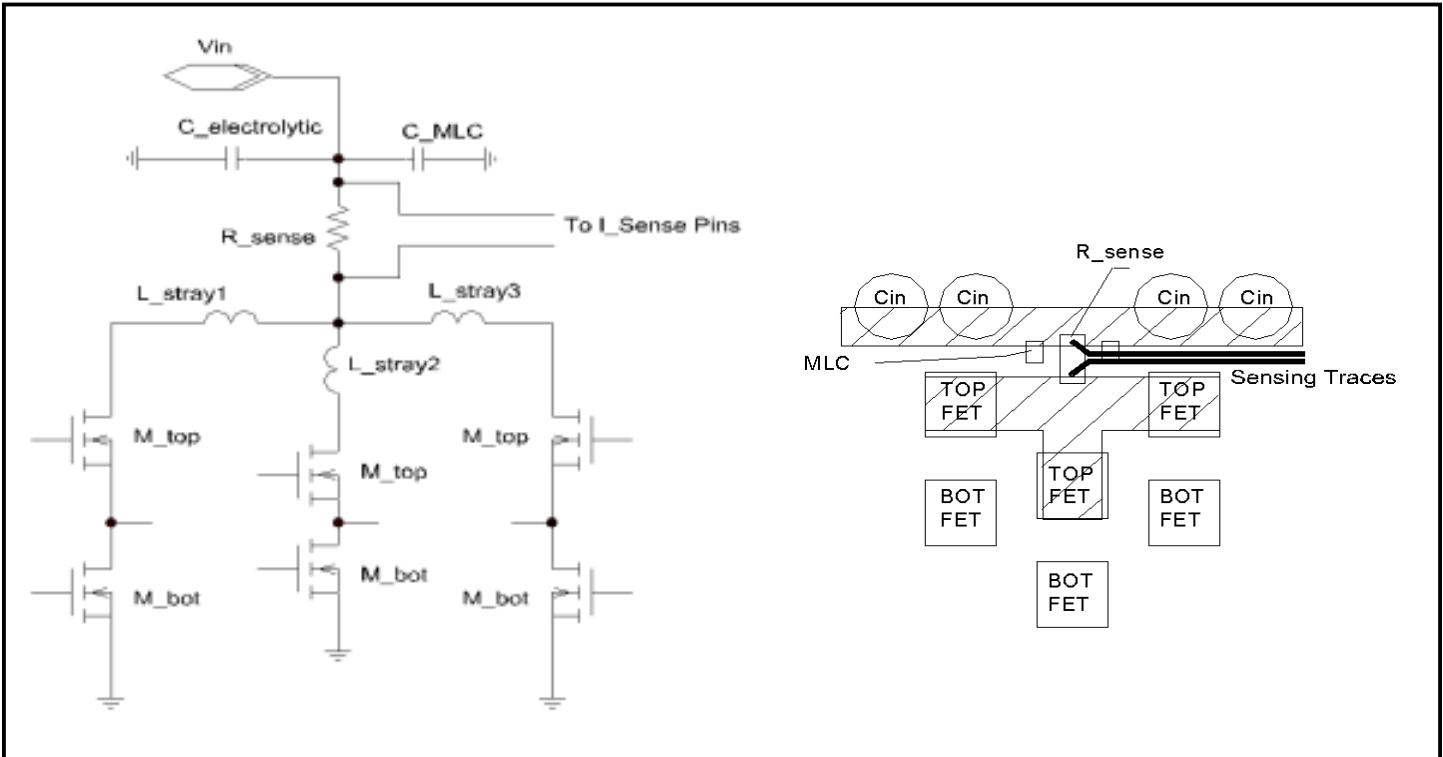 Vin
C_electrolytic
C_MLC
R_sense
To I_Sense Pins
L_stray1
L_stray3
L_stray2
M_top
M_top
M_top
M_bot
M_bot
M_bot
R_sense
Cin
Cin
Cin
Cin
MLC
Sensing Traces
TOP
FET
TOP
FET
TOP
FET
BOT
FET
BOT
FET
BOT
FET